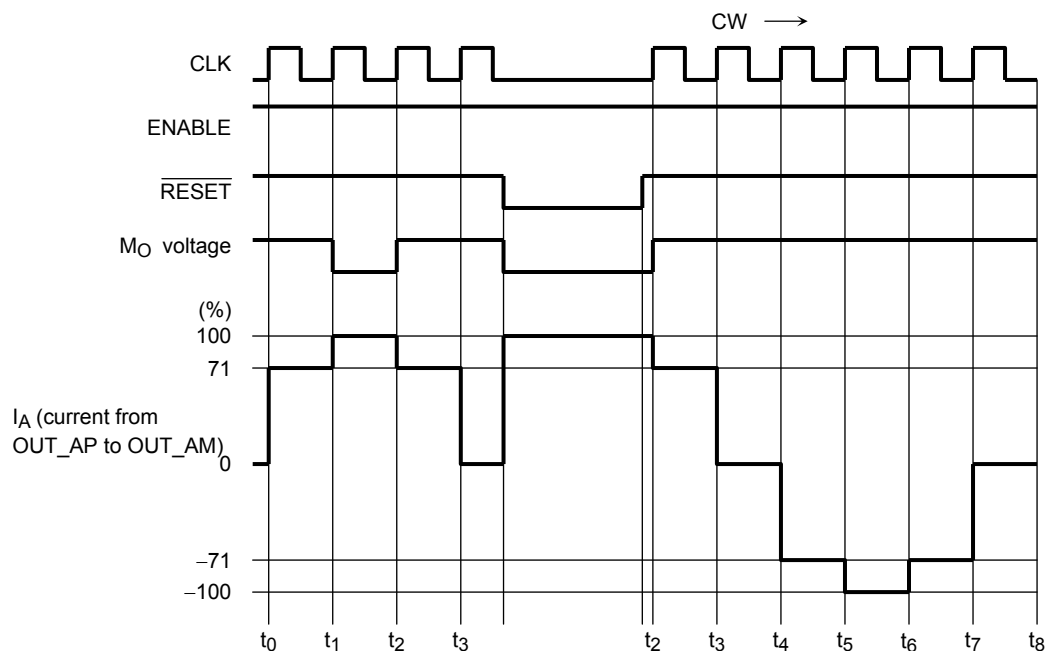 CW →
CLK
ENABLE
RESET
MO voltage
(%)
100
71
IA (current from
OUT_AP to OUT_AM)
0
−71
−100
t0 t1 t2 t3 t2 t3 t4 t5 t6 t7 t8